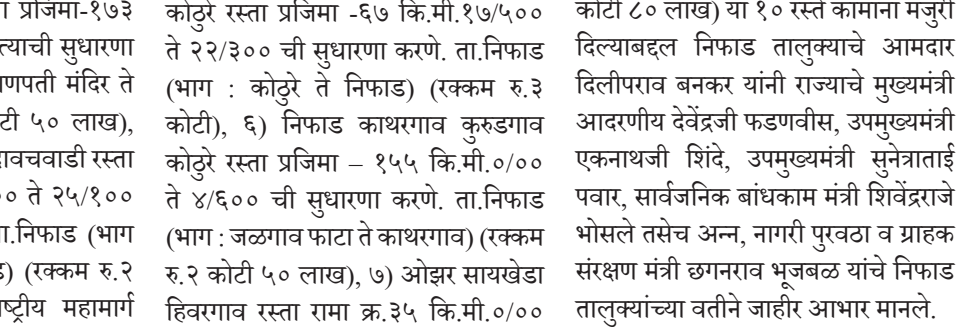 प्रजिमा-१७३
सुधारणा
मंदिर ते
५० लाख),
रस्ता
ते २५/१००
(भाग
(रक्कम रु.२
महामार्ग
कोठुरे रस्ता प्रजिमा -६७ कि.मी.१७/५००
ते २२/३०० ची सुधारणा करणे. ता.निफाड
(भाग : कोठुरे ते निफाड) (रक्कम रु.३
कोटी), ६) निफाड काथरगाव कुरुडगाव
कोठुरे रस्ता प्रजिमा – १५५ कि.मी.०/००
ते ४/६०० ची सुधारणा करणे. ता.निफाड
(भाग : जळगाव फाटा ते काथरगाव) (रक्कम
रु.२ कोटी ५० लाख), ७) ओझर सायखेडा
हिवरगाव रस्ता रामा क्र.३५ कि.मी.०/००
कोटी ८० लाख) या १० रस्ते कामांना मंजुरी
दिल्याबद्दल निफाड तालुक्याचे आमदार
दिलीपराव बनकर यांनी राज्याचे मुख्यमंत्री
आदरणीय देवेंद्रजी फडणवीस, उपमुख्यमंत्री
एकनाथजी शिंदे, उपमुख्यमंत्री सुनेत्राताई
पवार, सार्वजनिक बांधकाम मंत्री शिवेंद्रराजे
भोसले तसेच अन्न, नागरी पुरवठा व ग्राहक
संरक्षण मंत्री छगनराव भूजबळ यांचे निफाड
तालुक्यांच्या वतीने जाहीर आभार मानले.